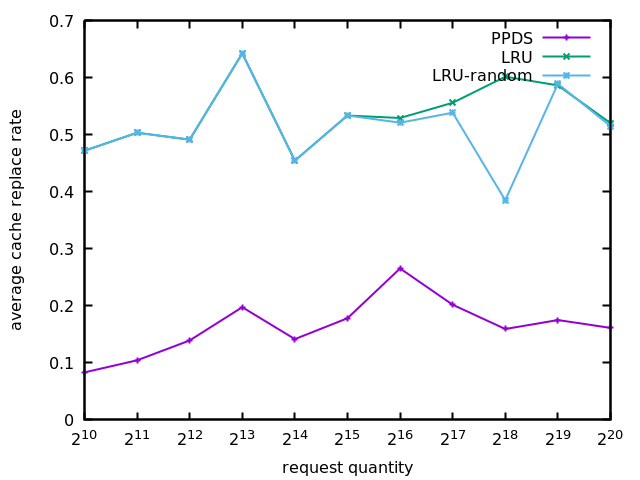 0.7
0.6
0.5
0.4
0.3
0.2
0.1
0
average cache replace rate
PPDS
LRU
LRU-random
2^10 2^11 2^12 2^13 2^14 2^15 2^16 2^17 2^18 2^19 2^20
request quantity